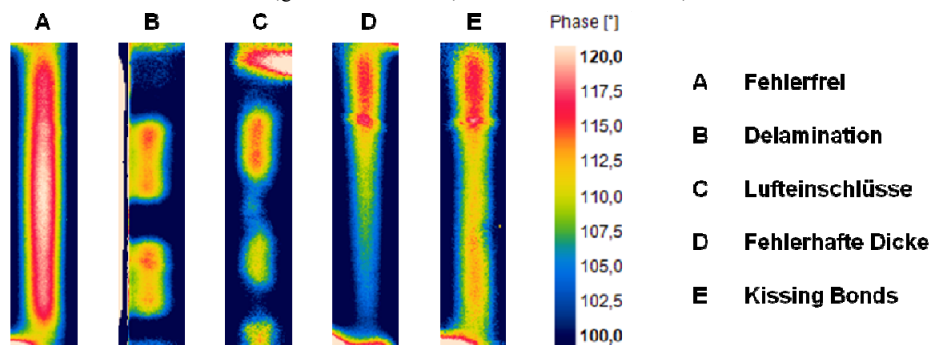 A B C D E
Phase [°]
120,0
117,5
115,0
112,5
110,0
107,5
105,0
102,5
100,0
A Fehlerfrei
B Delamination
C Lufteinschlüsse
D Fehlerhafte Dicke
E Kissing Bonds